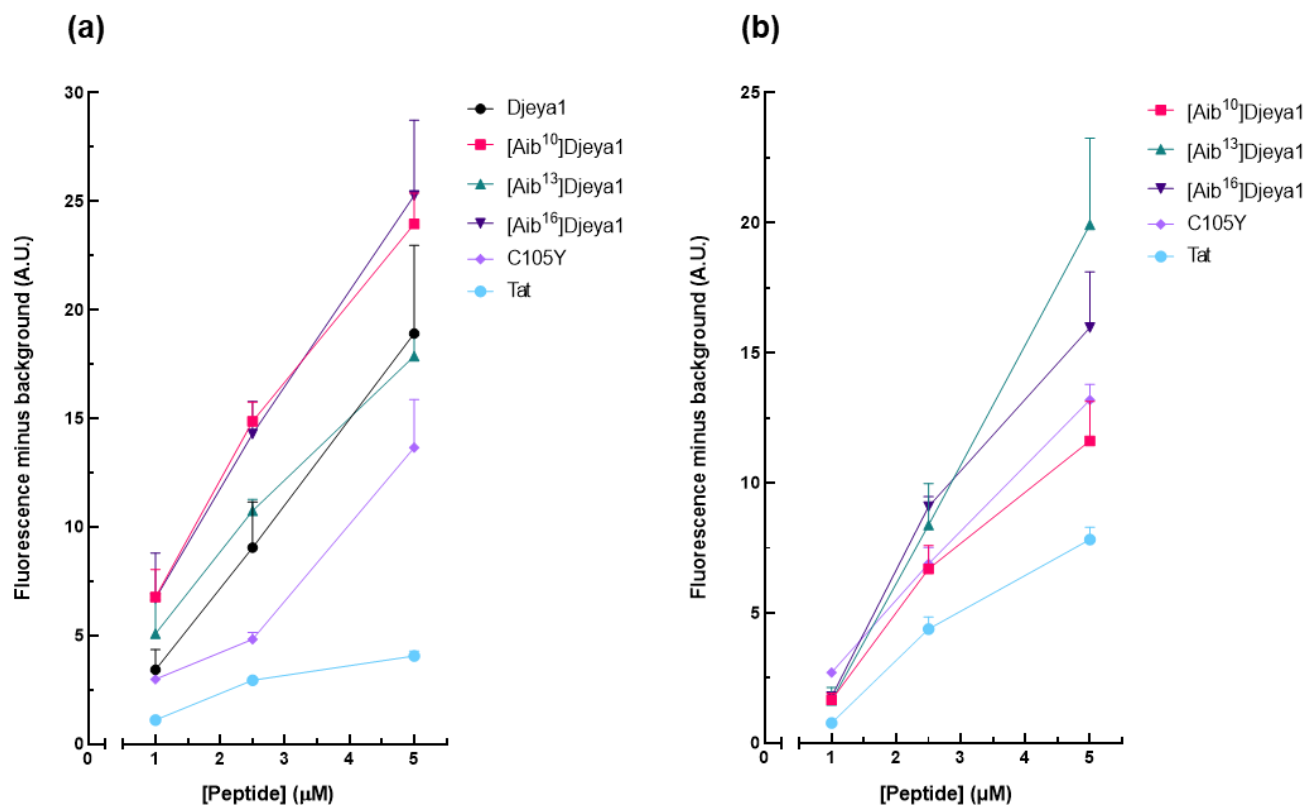 (a)
(b)
30
25
20
15
10
5
0
0
1
2
3
4
5
Fluorescence minus background (A.U.)
[Peptide] (μM)
Djeya1
[Aib¹⁰]Djeya1
[Aib¹³]Djeya1
[Aib¹⁶]Djeya1
C105Y
Tat
25
20
15
10
5
0
0
1
2
3
4
5
Fluorescence minus background (A.U.)
[Peptide] (μM)
[Aib¹⁰]Djeya1
[Aib¹³]Djeya1
[Aib¹⁶]Djeya1
C105Y
Tat